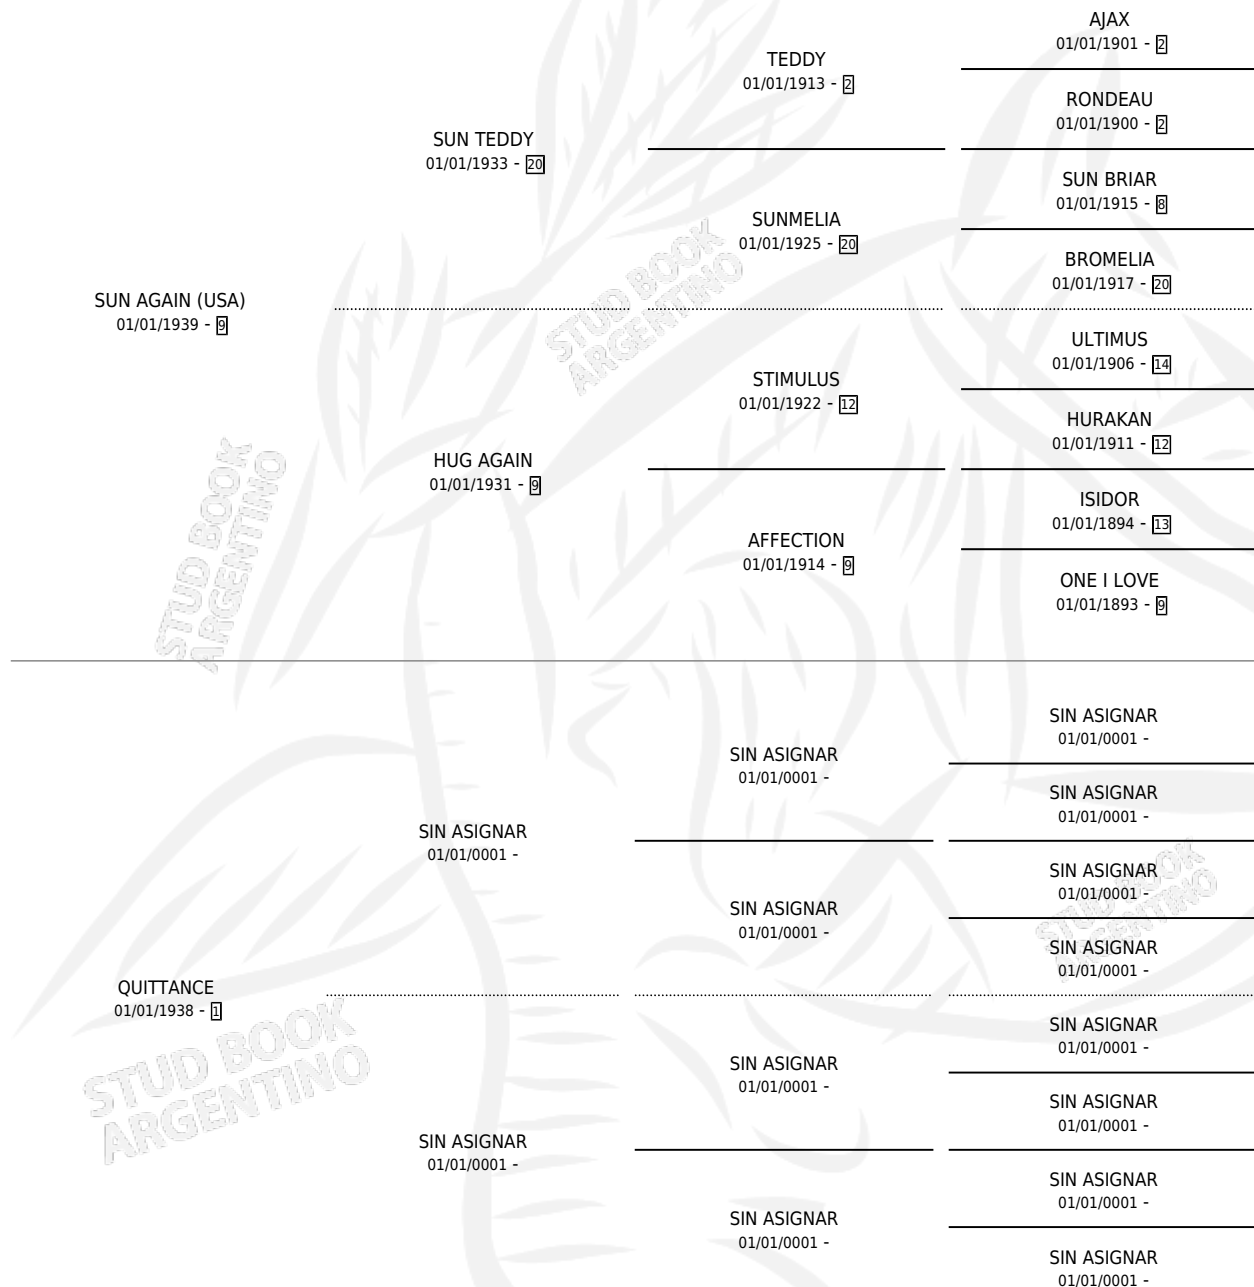 AJAX
01/01/1901 - 2
TEDDY
01/01/1913 - 2
RONDEAU
01/01/1900 - 2
SUN TEDDY
01/01/1933 - 20
SUN BRIAR
01/01/1915 - 8
SUNMELIA
01/01/1925 - 20
BROMELIA
01/01/1917 - 20
SUN AGAIN (USA)
01/01/1939 - 9
ULTIMUS
01/01/1906 - 14
STIMULUS
01/01/1922 - 12
HURAKAN
01/01/1911 - 12
HUG AGAIN
01/01/1931 - 9
ISIDOR
01/01/1894 - 13
AFFECTION
01/01/1914 - 9
ONE I LOVE
01/01/1893 - 9
STUD BOOK
ARGENTINO
STUD BOOK
ARGENTINO
SIN ASIGNAR
01/01/0001 -
SIN ASIGNAR
01/01/0001 -
SIN ASIGNAR
01/01/0001 -
SIN ASIGNAR
01/01/0001 -
SIN ASIGNAR
01/01/0001 -
SIN ASIGNAR
01/01/0001 -
SIN ASIGNAR
01/01/0001 -
QUITTANCE
01/01/1938 - 1
SIN ASIGNAR
01/01/0001 -
SIN ASIGNAR
01/01/0001 -
SIN ASIGNAR
01/01/0001 -
SIN ASIGNAR
01/01/0001 -
SIN ASIGNAR
01/01/0001 -
SIN ASIGNAR
01/01/0001 -
SIN ASIGNAR
01/01/0001 -
STUD BOOK
ARGENTINO
STUD BOOK
ARGENTINO